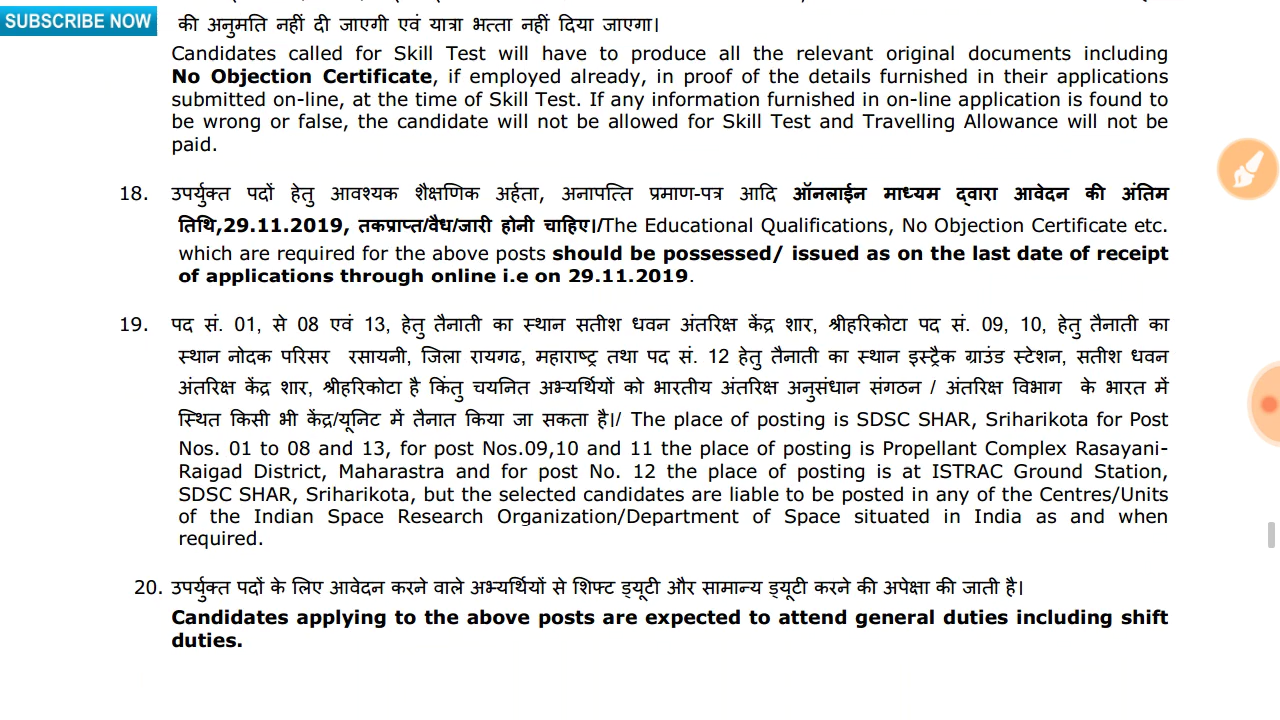 SUBSCRIBE NOW
की अनुमति नहीं दी जाएगी एवं यात्रा भत्ता नहीं दिया जाएगा।
Candidates called for Skill Test will have to produce all the relevant original documents including
No Objection Certificate, if employed already, in proof of the details furnished in their applications
submitted on-line, at the time of Skill Test. If any information furnished in on-line application is found to
be wrong or false, the candidate will not be allowed for Skill Test and Travelling Allowance will not be
paid.
18. उपर्युक्त पदों हेतु आवश्यक शैक्षणिक अर्हता, अनापत्ति प्रमाण-पत्र आदि ऑनलाईन माध्यम द्वारा आवेदन की अंतिम
तिथि,29.11.2019, तकप्राप्त/वैध/जारी होनी चाहिए।/The Educational Qualifications, No Objection Certificate etc.
which are required for the above posts should be possessed/ issued as on the last date of receipt
of applications through online i.e on 29.11.2019.
19. पद सं. 01, से 08 एवं 13, हेतु तैनाती का स्थान सतीश धवन अंतरिक्ष केंद्र शार, श्रीहरिकोटा पद सं. 09, 10, हेतु तैनाती का
स्थान नोदक परिसर रसायनी, जिला रायगढ, महाराष्ट्र तथा पद सं. 12 हेतु तैनाती का स्थान इस्ट्रैक ग्राउंड स्टेशन, सतीश धवन
अंतरिक्ष केंद्र शार, श्रीहरिकोटा है किंतु चयनित अभ्यर्थियों को भारतीय अंतरिक्ष अनुसंधान संगठन / अंतरिक्ष विभाग के भारत में
स्थित किसी भी केंद्र/यूनिट में तैनात किया जा सकता है।/ The place of posting is SDSC SHAR, Sriharikota for Post
Nos. 01 to 08 and 13, for post Nos.09,10 and 11 the place of posting is Propellant Complex Rasayani-
Raigad District, Maharastra and for post No. 12 the place of posting is at ISTRAC Ground Station,
SDSC SHAR, Sriharikota, but the selected candidates are liable to be posted in any of the Centres/Units
of the Indian Space Research Organization/Department of Space situated in India as and when
required.
20. उपर्युक्त पदों के लिए आवेदन करने वाले अभ्यर्थियों से शिफ्ट ड्यूटी और सामान्य ड्यूटी करने की अपेक्षा की जाती है।
Candidates applying to the above posts are expected to attend general duties including shift
duties.